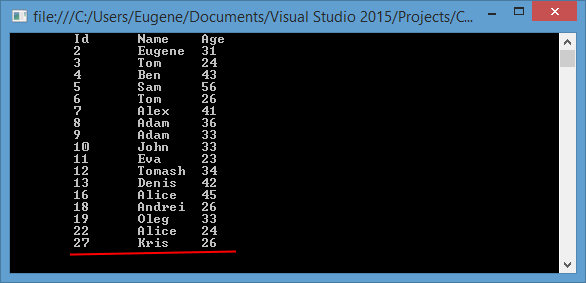 file:///C:/Users/Eugene/Documents/Visual Studio 2015/Projects/C...
Id Name Age
2 Eugene 31
3 Tom 24
4 Ben 43
5 Sam 56
6 Tom 26
7 Alex 41
8 Adam 36
9 Adam 33
10 John 33
11 Eva 23
12 Tomash 34
13 Denis 42
16 Alice 45
18 Andrei 26
19 Oleg 33
22 Alice 24
27 Kris 26